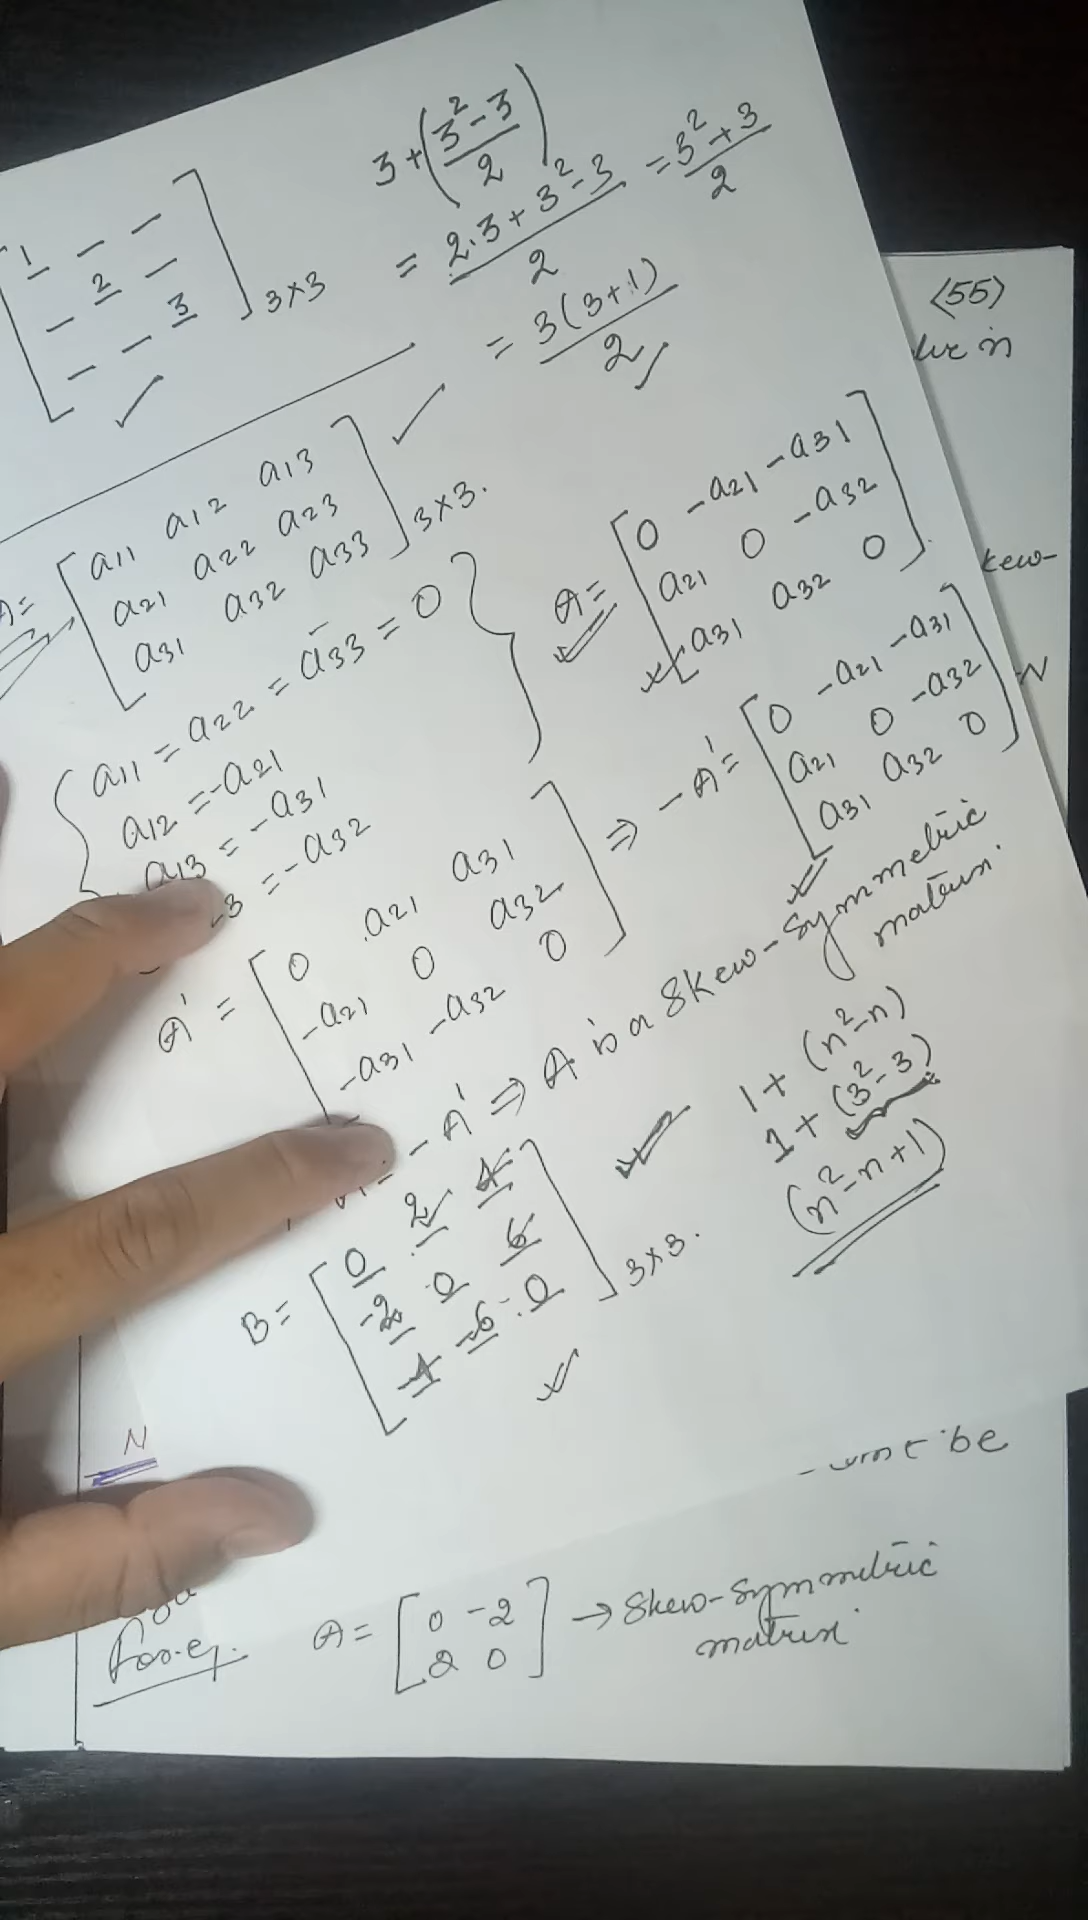 3 + (3² - 3 / 2)
= 2.3 + 3² - 3 / 2 = 3² + 3 / 2
= 3(3+1) / 2
[ 1 - -
- 2 -
- - 3 ] 3×3
A = [ a11 a12 a13
a21 a22 a23
a31 a32 a33 ] 3×3.
a11 = a22 = a33 = 0
a12 = -a21
a13 = -a31
3 = -a32
A = [ 0 -a21 -a31
a21 0 -a32
a31 a32 0 ]
A' = [ 0 a21 a31
-a21 0 a32
-a31 -a32 0 ]
⇒ -A' = [ 0 -a21 -a31
a21 0 -a32
a31 a32 0 ]
- A' ⇒ A is a Skew-Symmetric
matrix.
B = [ 0 2 4
-2 0 6
-4 -6 0 ] 3×3.
1 + (n² - n)
1 + (3² - 3)
(n² - n + 1)
<55>
kew-
N
N
be
For eg. A = [ 0 -2
2 0 ] → Skew-Symmetric
matrix